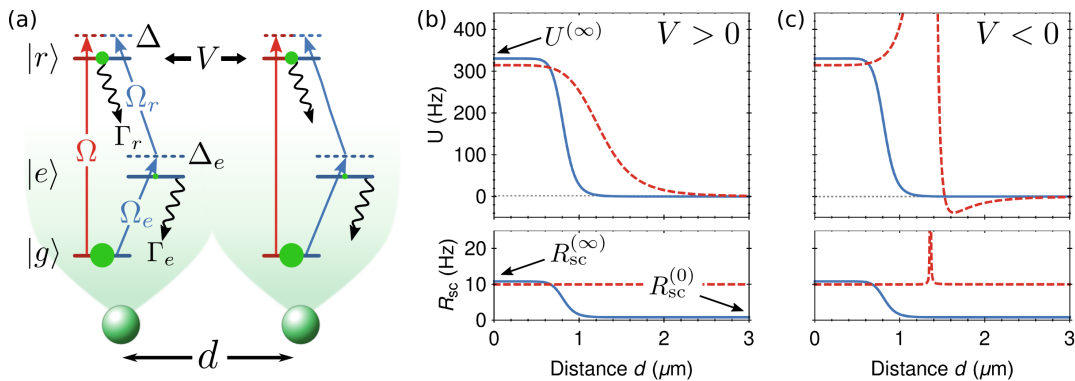 (a)
Δ
|r⟩
V
Ω_r
Γ_r
Ω
Δ_e
|e⟩
Ω_e
Γ_e
|g⟩
d
(b)
V > 0
U^(∞)
U (Hz)
400
300
200
100
0
R_sc^(∞)
R_sc^(0)
R_sc (Hz)
20
10
0
0 1 2 3
Distance d (μm)
(c)
V < 0
0 1 2 3
Distance d (μm)